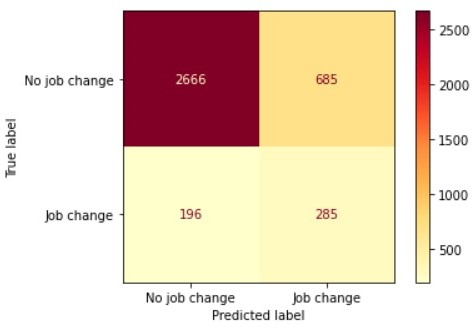 No job change
2666
685
Job change
196
285
No job change
Job change
Predicted label
True label
2500
2000
1500
1000
500